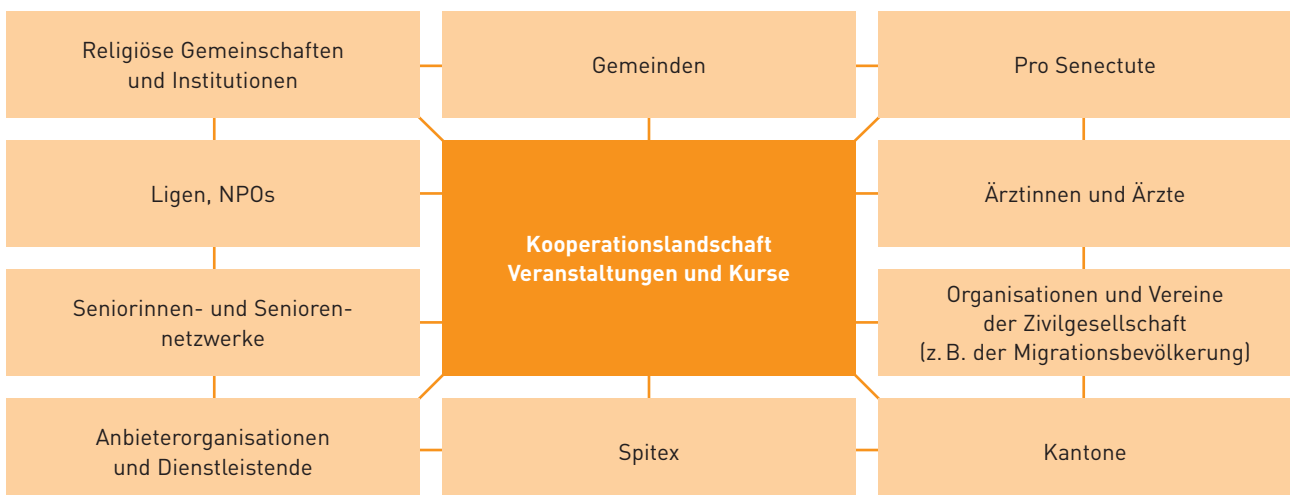 Religiöse Gemeinschaften
und Institutionen
Gemeinden
Pro Senectute
Ligen, NPOs
Kooperationslandschaft
Veranstaltungen und Kurse
Ärztinnen und Ärzte
Seniorinnen- und Senioren-
netzwerke
Organisationen und Vereine
der Zivilgesellschaft
(z. B. der Migrationsbevölkerung)
Anbieterorganisationen
und Dienstleistende
Spitex
Kantone